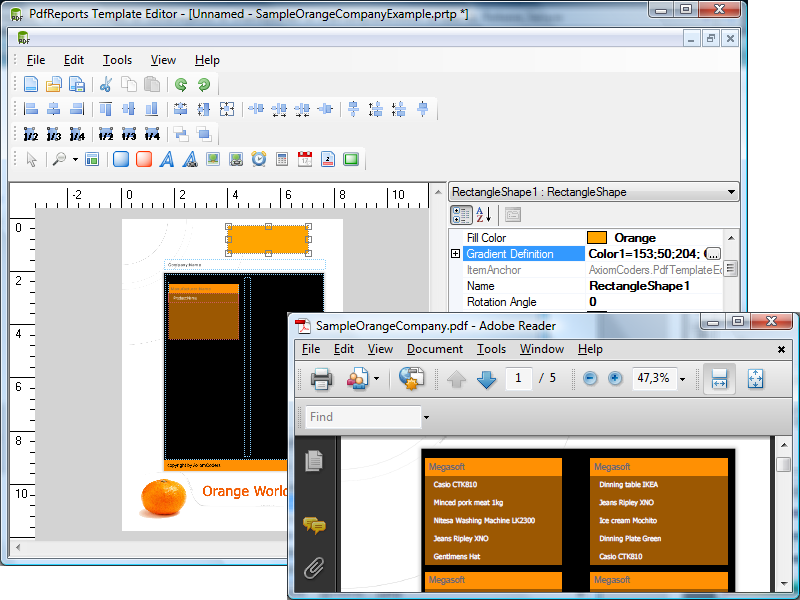 PdfReports Template Editor - [Unnamed - SampleOrangeCompanyExample.prtp *]
File Edit Tools View Help
1/2 1/3 1/4 1/2 1/3 1/4
-2 0 2 4 6 8 10
0
2
4
6
8
10
Company Name
ProductName
copyright by AxiomCoders
Orange World
RectangleShape1 : RectangleShape
Fill Color Orange
Gradient Definition Color1=153;50;204; C...
ItemAnchor AxiomCoders.PdfTemplateEd
Name RectangleShape1
Rotation Angle 0
SampleOrangeCompany.pdf - Adobe Reader
File Edit View Document Tools Window Help
1 / 5 47,3%
Find
Megasoft Megasoft
Casio CTK810 Dinning table IKEA
Minced pork meat 1kg Jeans Ripley XNO
Nitesa Washing Machine LK2300 Ice cream Mochito
Jeans Ripley XNO Dinning Plate Green
Gentlmens Hat Casio CTK810
Megasoft Megasoft